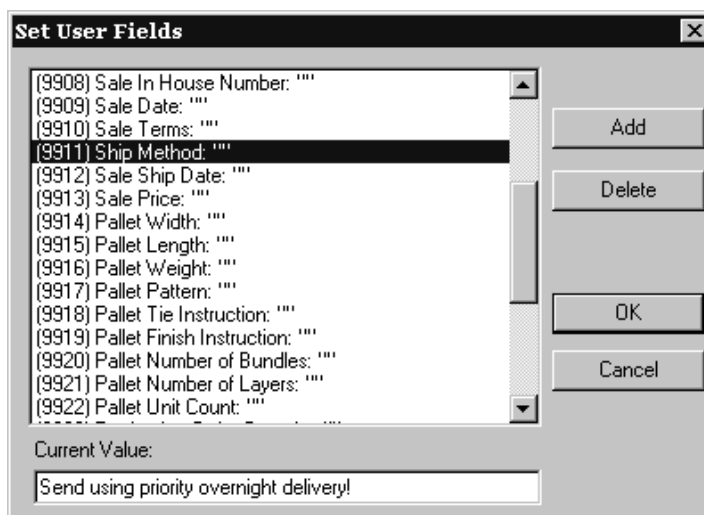 Set User Fields
(9908) Sale In House Number: ""
(9909) Sale Date: ""
(9910) Sale Terms: ""
(9911) Ship Method: ""
(9912) Sale Ship Date: ""
(9913) Sale Price: ""
(9914) Pallet Width: ""
(9915) Pallet Length: ""
(9916) Pallet Weight: ""
(9917) Pallet Pattern: ""
(9918) Pallet Tie Instruction: ""
(9919) Pallet Finish Instruction: ""
(9920) Pallet Number of Bundles: ""
(9921) Pallet Number of Layers: ""
(9922) Pallet Unit Count: ""
Add
Delete
OK
Cancel
Current Value:
Send using priority overnight delivery!